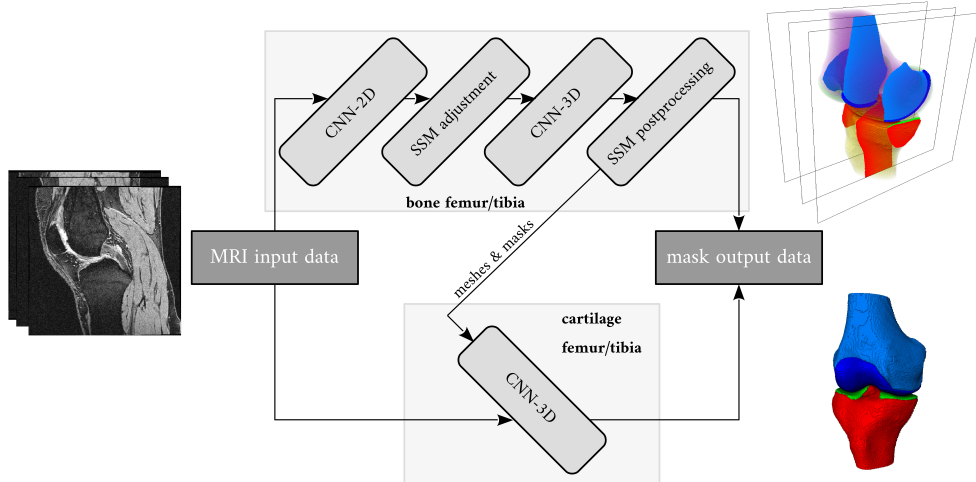 CNN-2D
SSM adjustment
CNN-3D
SSM postprocessing
bone femur/tibia
MRI input data
meshes & masks
mask output data
cartilage
femur/tibia
CNN-3D